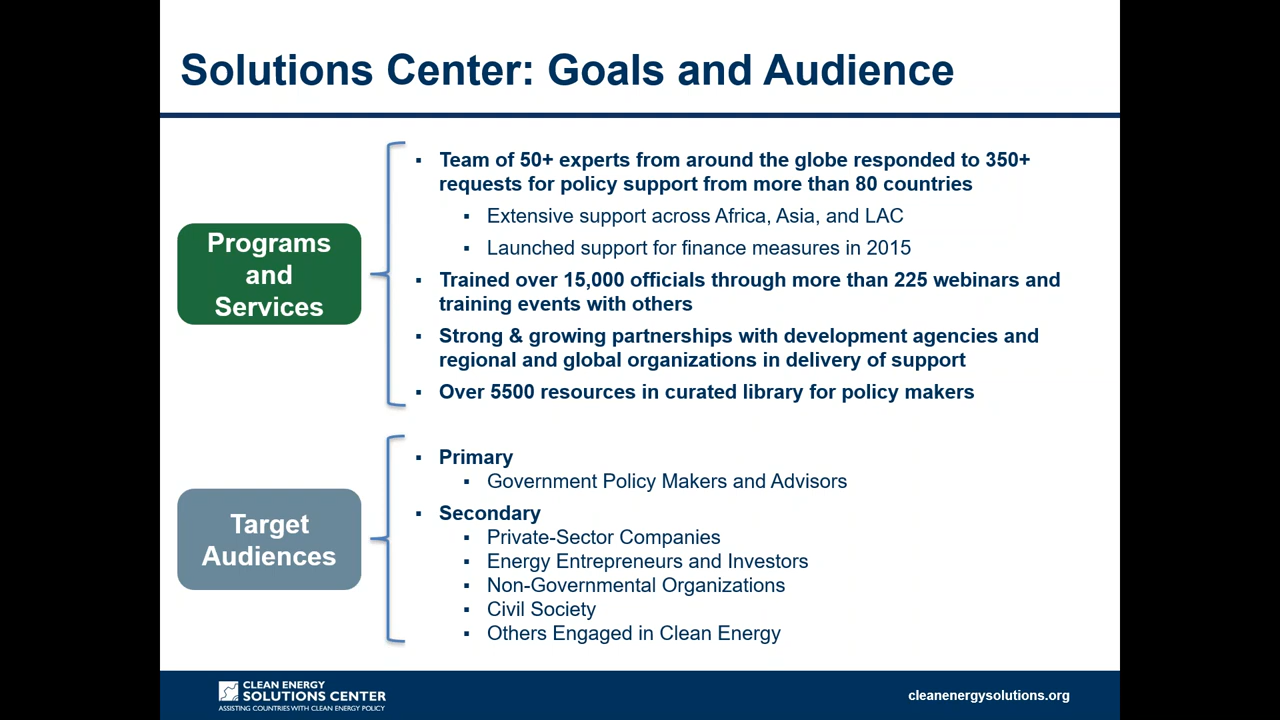 Solutions Center: Goals and Audience
Programs
and
Services
▪ Team of 50+ experts from around the globe responded to 350+
requests for policy support from more than 80 countries
▪ Extensive support across Africa, Asia, and LAC
▪ Launched support for finance measures in 2015
▪ Trained over 15,000 officials through more than 225 webinars and
training events with others
▪ Strong & growing partnerships with development agencies and
regional and global organizations in delivery of support
▪ Over 5500 resources in curated library for policy makers
Target
Audiences
▪ Primary
▪ Government Policy Makers and Advisors
▪ Secondary
▪ Private-Sector Companies
▪ Energy Entrepreneurs and Investors
▪ Non-Governmental Organizations
▪ Civil Society
▪ Others Engaged in Clean Energy
CLEAN ENERGY
SOLUTIONS CENTER
ASSISTING COUNTRIES WITH CLEAN ENERGY POLICY
cleanenergysolutions.org